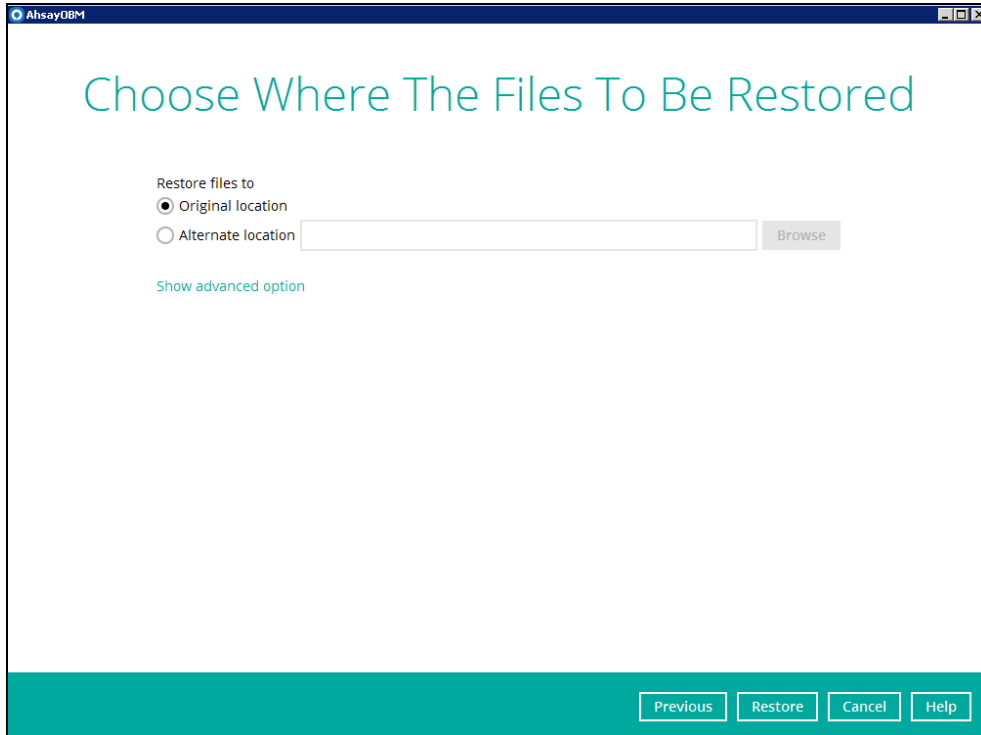 AhsayOBM
Choose Where The Files To Be Restored
Restore files to
Original location
Alternate location Browse
Show advanced option
Previous Restore Cancel Help